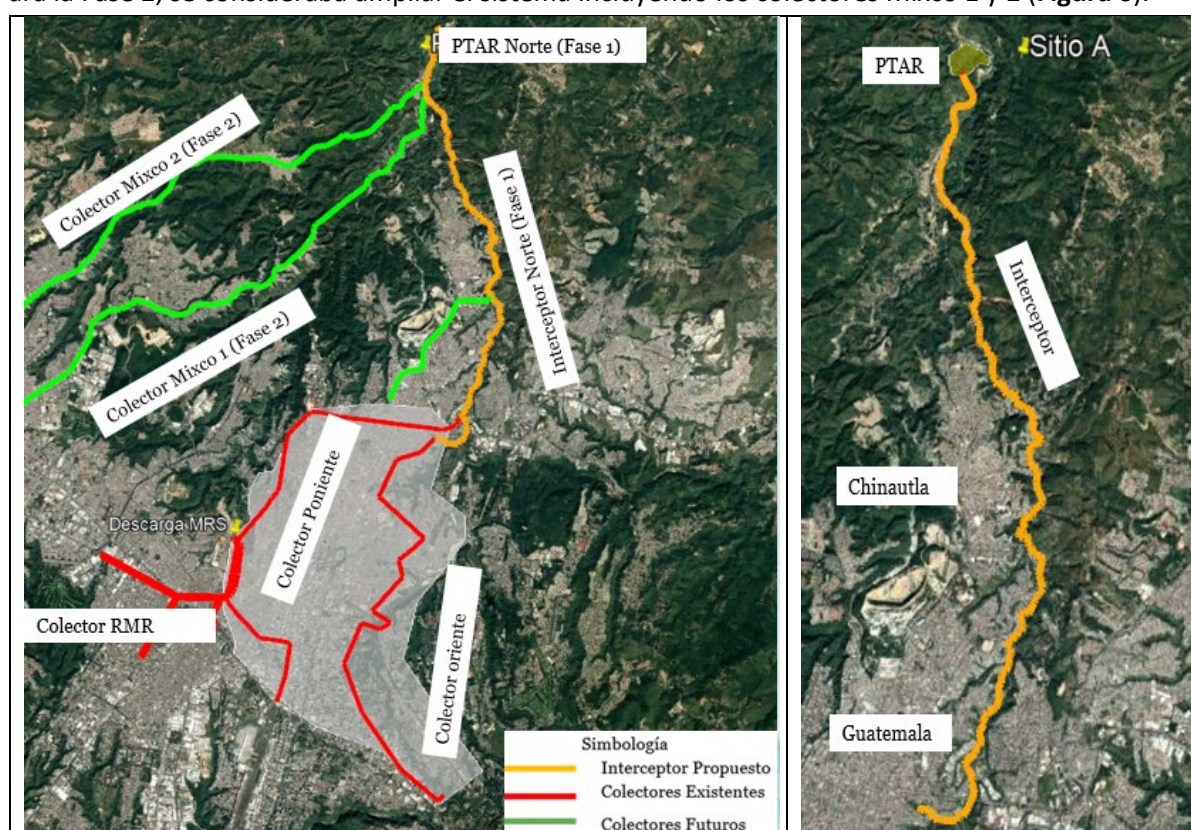 ara la Fase 2, se consideraba ampliar el sistema incluyendo los colectores Mixco 1 y 2 (Figura 6).
PTAR Norte (Fase 1)
Colector Mixco 2 (Fase 2)
Interceptor Norte (Fase 1)
Colector Mixco 1 (Fase 2)
Colector Poniente
Descarga MRS
Colector RMR
Colector oriente
Simbología
Interceptor Propuesto
Colectores Existentes
Colectores Futuros
PTAR
Sitio A
Interceptor
Chinautla
Guatemala